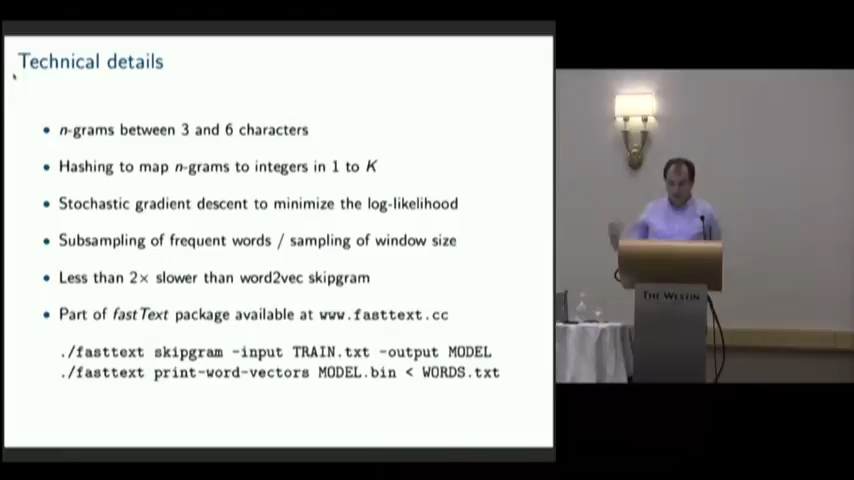 Technical details
• n-grams between 3 and 6 characters
• Hashing to map n-grams to integers in 1 to K
• Stochastic gradient descent to minimize the log-likelihood
• Subsampling of frequent words / sampling of window size
• Less than 2× slower than word2vec skipgram
• Part of fastText package available at www.fasttext.cc
./fasttext skipgram -input TRAIN.txt -output MODEL
./fasttext print-word-vectors MODEL.bin < WORDS.txt
THE WESTIN